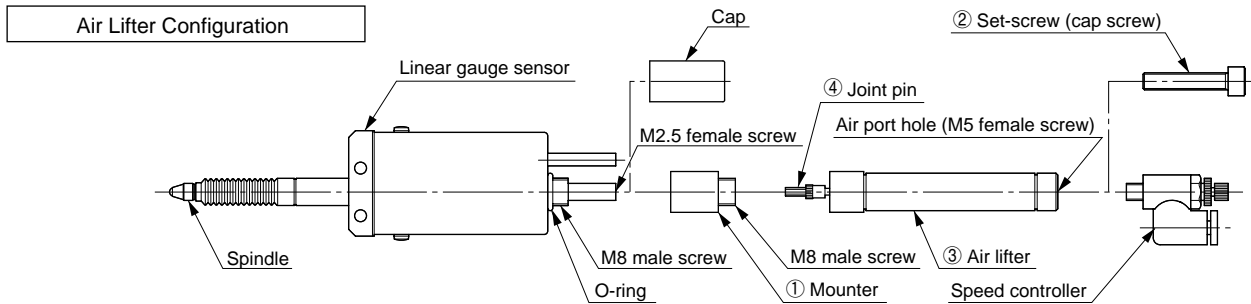 Air Lifter Configuration
Cap
② Set-screw (cap screw)
Linear gauge sensor
④ Joint pin
Air port hole (M5 female screw)
M2.5 female screw
Spindle
M8 male screw
O-ring
① Mounter
M8 male screw
③ Air lifter
Speed controller